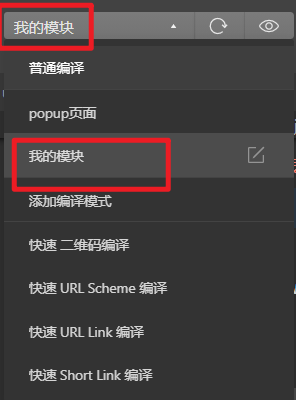 我的模块
普通编译
popup页面
我的模块
添加编译模式
快速 二维码编译
快速 URL Scheme 编译
快速 URL Link 编译
快速 Short Link 编译